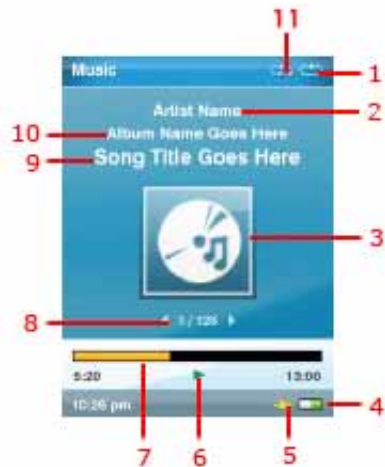 11
Music
1
Artist Name
2
10
Album Name Goes Here
9
Song Title Goes Here
3
8
1 / 128
5:20
13:00
10:26 pm
4
7
6
5